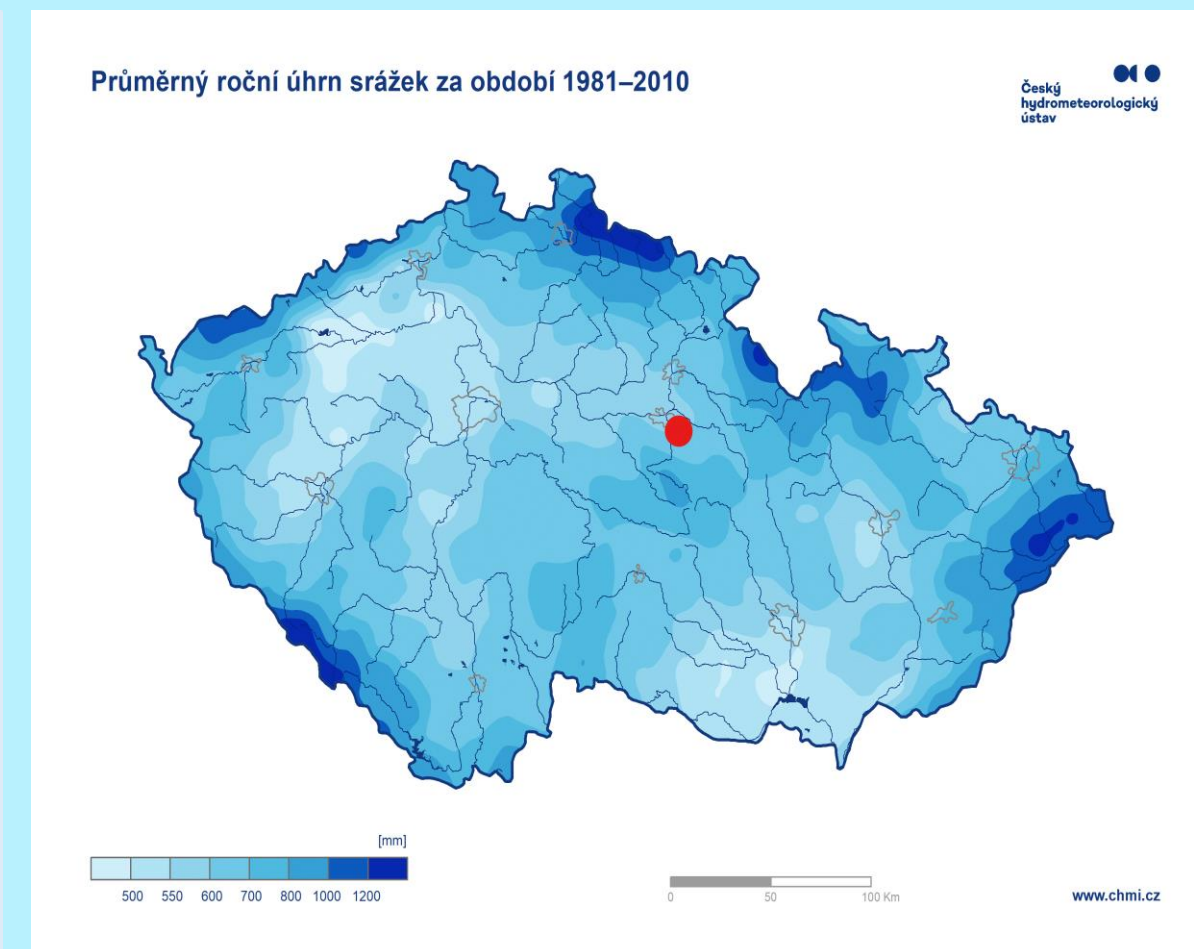 Průměrný roční úhrn srážek za období 1981–2010
Český
hydrometeorologický
ústav
[mm]
500 550 600 700 800 1000 1200
0 50 100 Km
www.chmi.cz